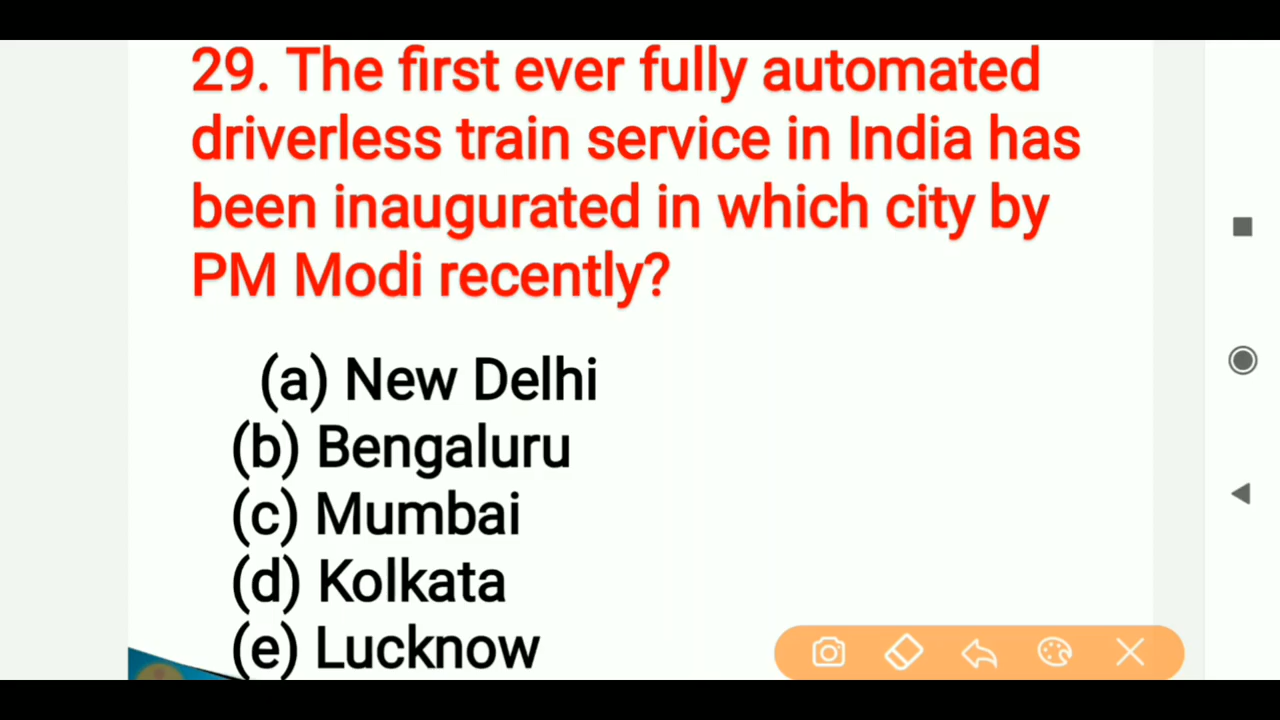 29. The first ever fully automated
driverless train service in India has
been inaugurated in which city by
PM Modi recently?
(a) New Delhi
(b) Bengaluru
(c) Mumbai
(d) Kolkata
(e) Lucknow